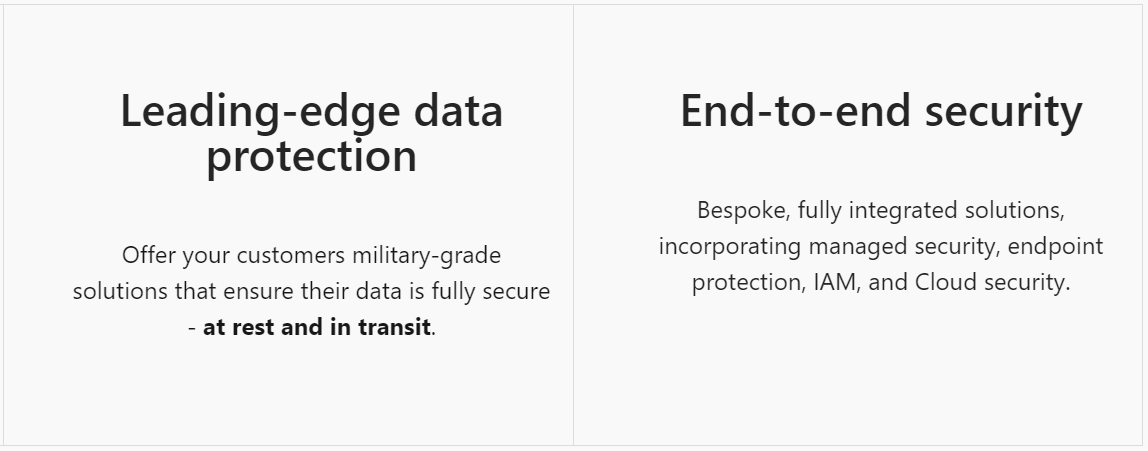 Leading-edge data
protection
Offer your customers military-grade
solutions that ensure their data is fully secure
- at rest and in transit.
End-to-end security
Bespoke, fully integrated solutions,
incorporating managed security, endpoint
protection, IAM, and Cloud security.